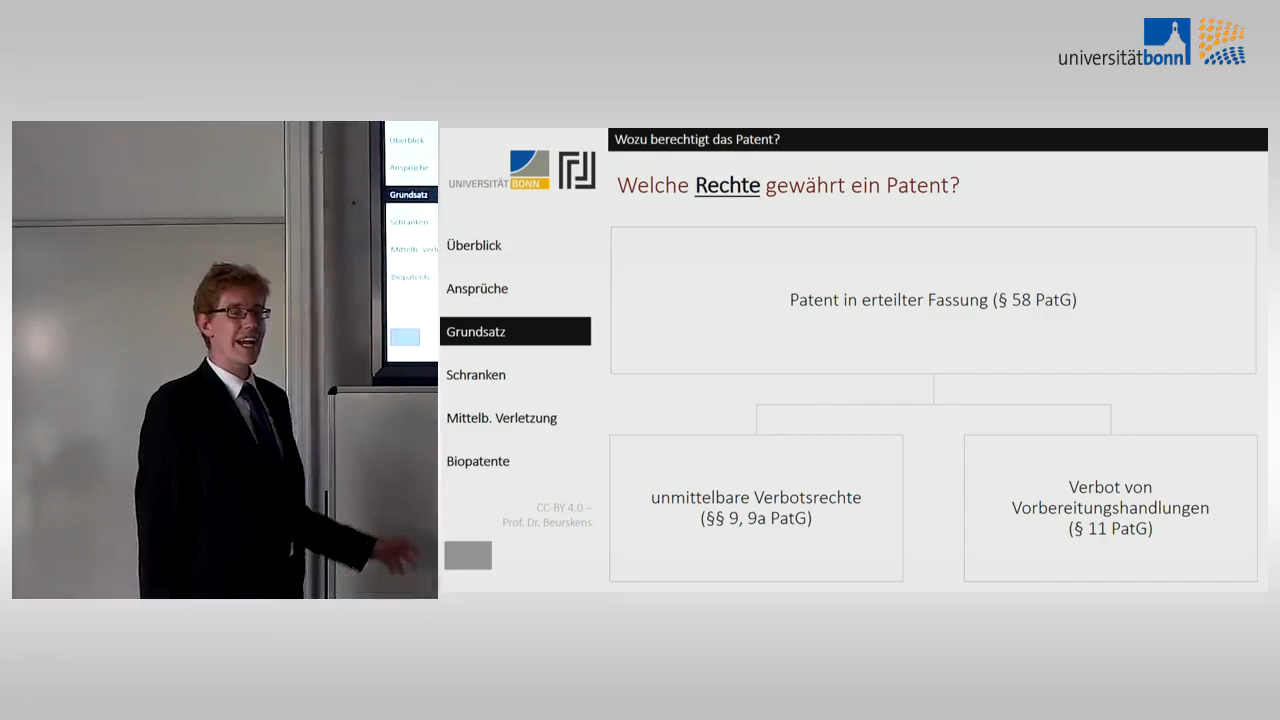 universitätbonn
Überblick
Ansprüche
Grundsatz
Schranken
Mittelb. Verl
Biopatente
UNIVERSITÄT BONN
Überblick
Ansprüche
Grundsatz
Schranken
Mittelb. Verletzung
Biopatente
CC-BY 4.0 –
Prof. Dr. Beurskens
Wozu berechtigt das Patent?
Welche Rechte gewährt ein Patent?
Patent in erteilter Fassung (§ 58 PatG)
unmittelbare Verbotsrechte
(§§ 9, 9a PatG)
Verbot von
Vorbereitungshandlungen
(§ 11 PatG)